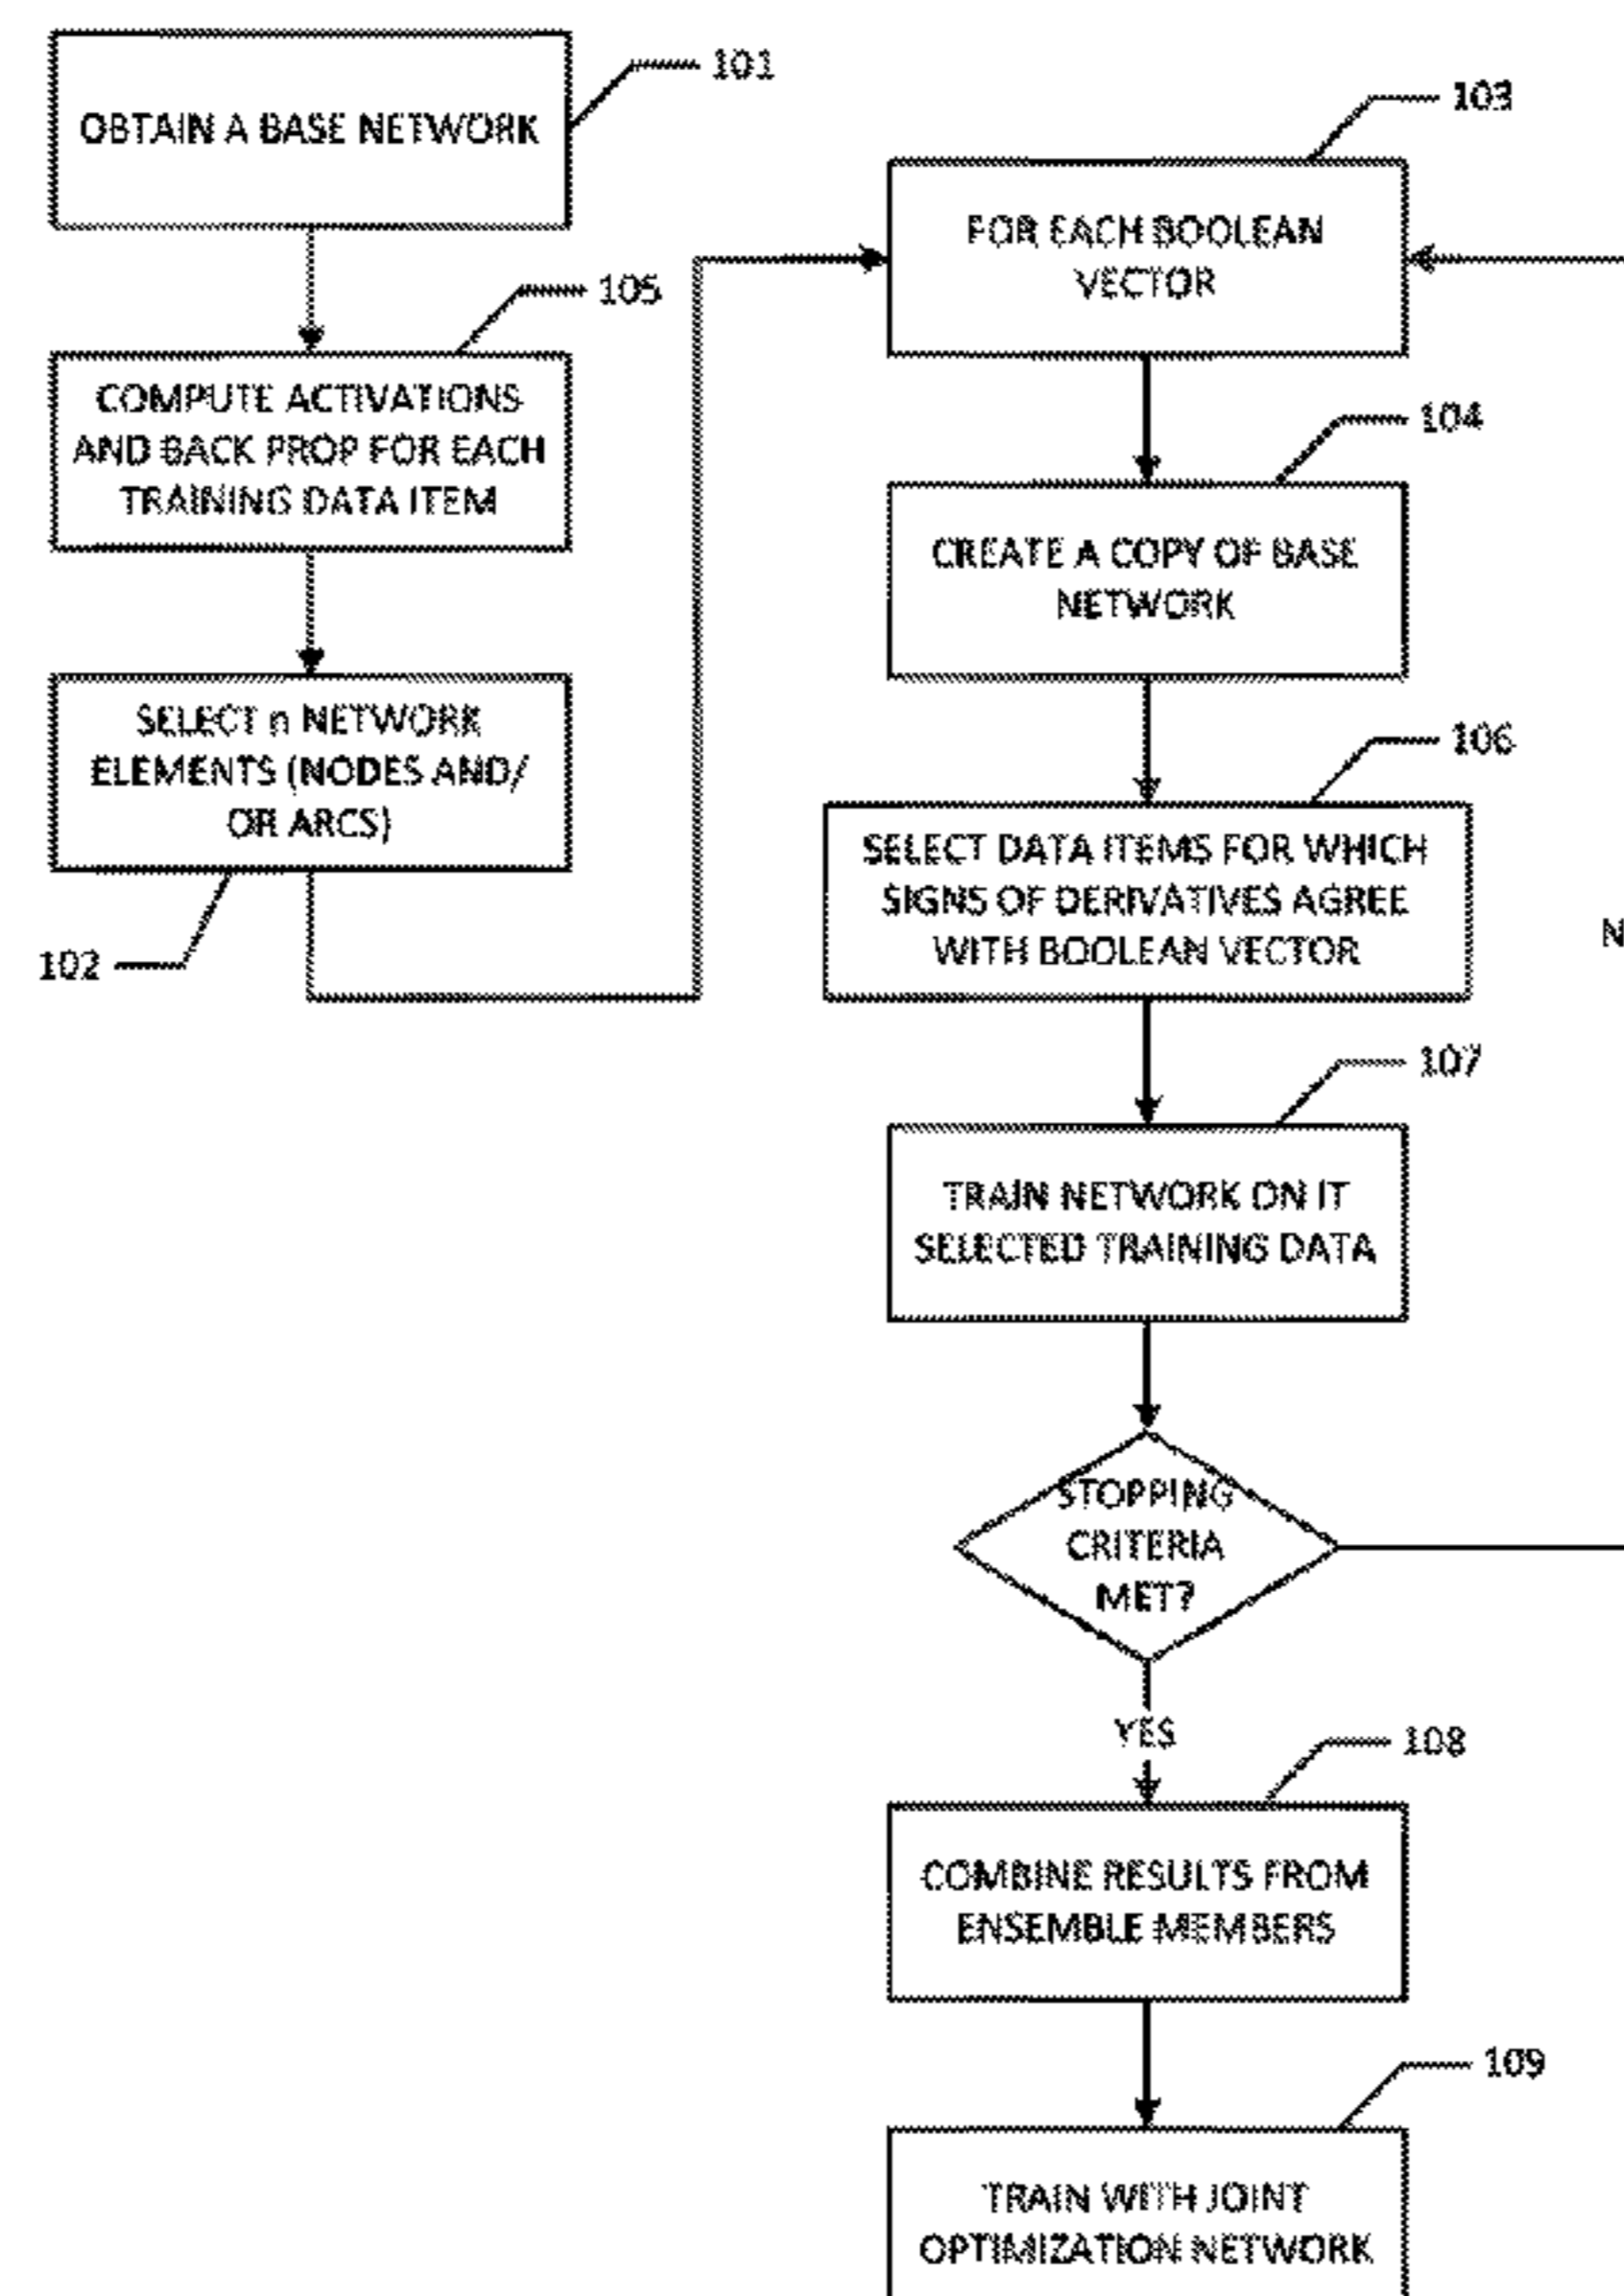 101
OBTAIN A BASE NETWORK
105
COMPUTE ACTIVATIONS
AND BACK PROP FOR EACH
TRAINING DATA ITEM
SELECT n NETWORK
ELEMENTS (NODES AND/
OR ARCS)
102
103
FOR EACH BOOLEAN
VECTOR
104
CREATE A COPY OF BASE
NETWORK
106
SELECT DATA ITEMS FOR WHICH
SIGNS OF DERIVATIVES AGREE
WITH BOOLEAN VECTOR
N
107
TRAIN NETWORK ON IT
SELECTED TRAINING DATA
STOPPING
CRITERIA
MET?
YES
108
COMBINE RESULTS FROM
ENSEMBLE MEMBERS
109
TRAIN WITH JOINT
OPTIMIZATION NETWORK